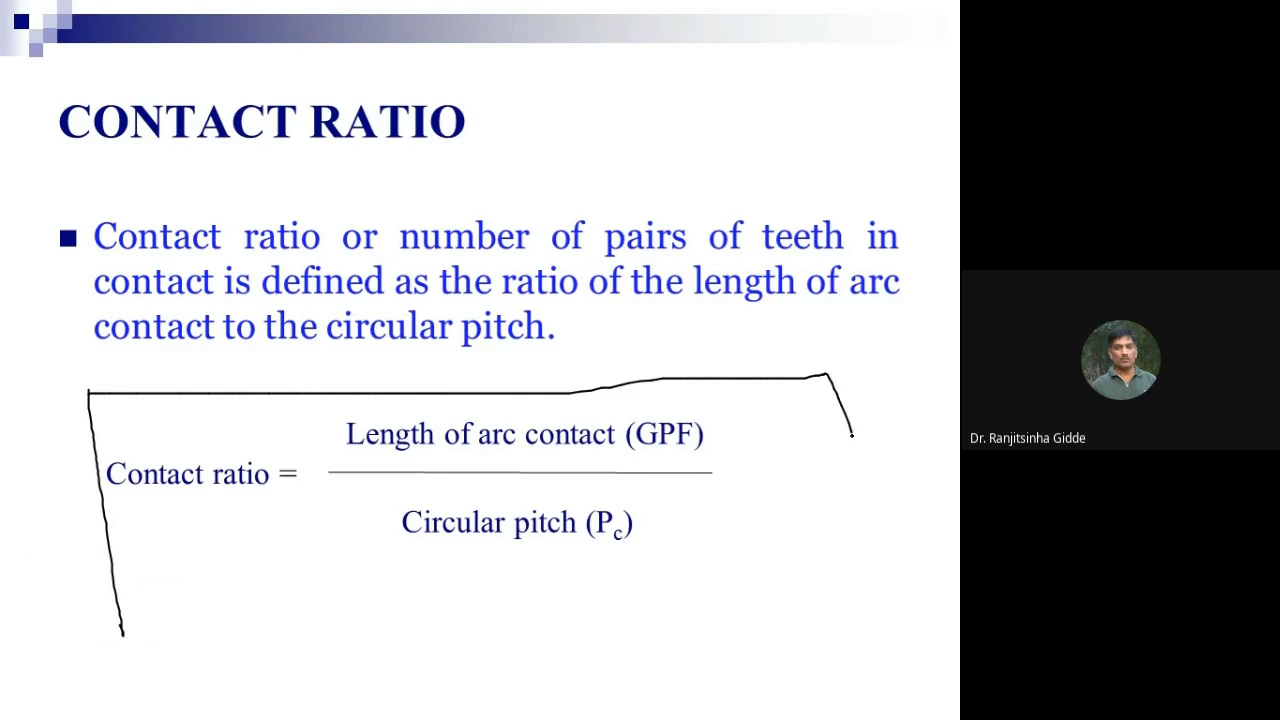 CONTACT RATIO
Contact ratio or number of pairs of teeth in
contact is defined as the ratio of the length of arc
contact to the circular pitch.
Length of arc contact (GPF)
Contact ratio =
Circular pitch (Pc)
Dr. Ranjitsinha Gidde